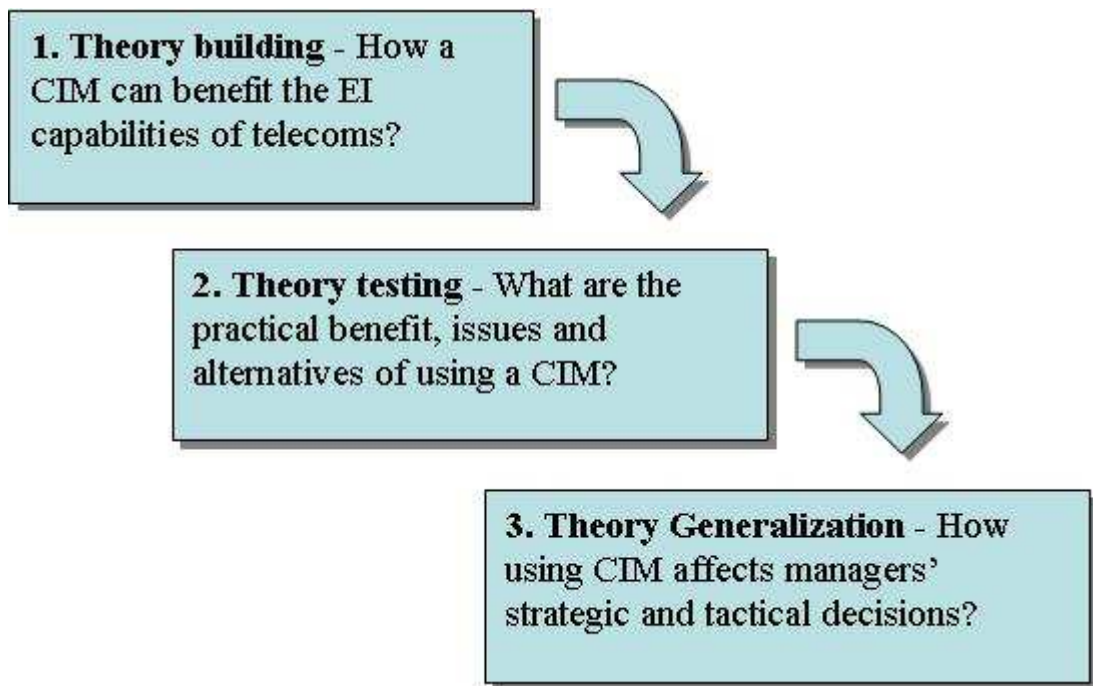 1. Theory building - How a
CIM can benefit the EI
capabilities of telecoms?
2. Theory testing - What are the
practical benefit, issues and
alternatives of using a CIM?
3. Theory Generalization - How
using CIM affects managers’
strategic and tactical decisions?